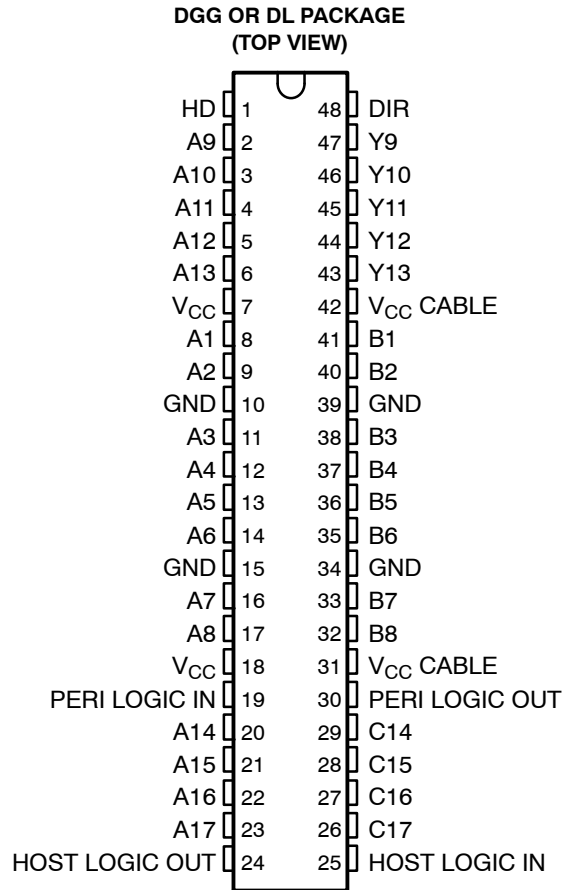 DGG OR DL PACKAGE
(TOP VIEW)
HD 1 48 DIR
A9 2 47 Y9
A10 3 46 Y10
A11 4 45 Y11
A12 5 44 Y12
A13 6 43 Y13
VCC 7 42 VCC CABLE
A1 8 41 B1
A2 9 40 B2
GND 10 39 GND
A3 11 38 B3
A4 12 37 B4
A5 13 36 B5
A6 14 35 B6
GND 15 34 GND
A7 16 33 B7
A8 17 32 B8
VCC 18 31 VCC CABLE
PERI LOGIC IN 19 30 PERI LOGIC OUT
A14 20 29 C14
A15 21 28 C15
A16 22 27 C16
A17 23 26 C17
HOST LOGIC OUT 24 25 HOST LOGIC IN